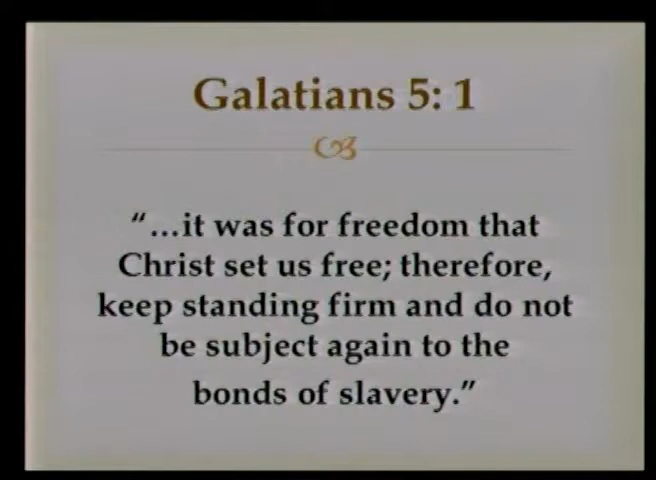 Galatians 5: 1
“...it was for freedom that
Christ set us free; therefore,
keep standing firm and do not
be subject again to the
bonds of slavery.”